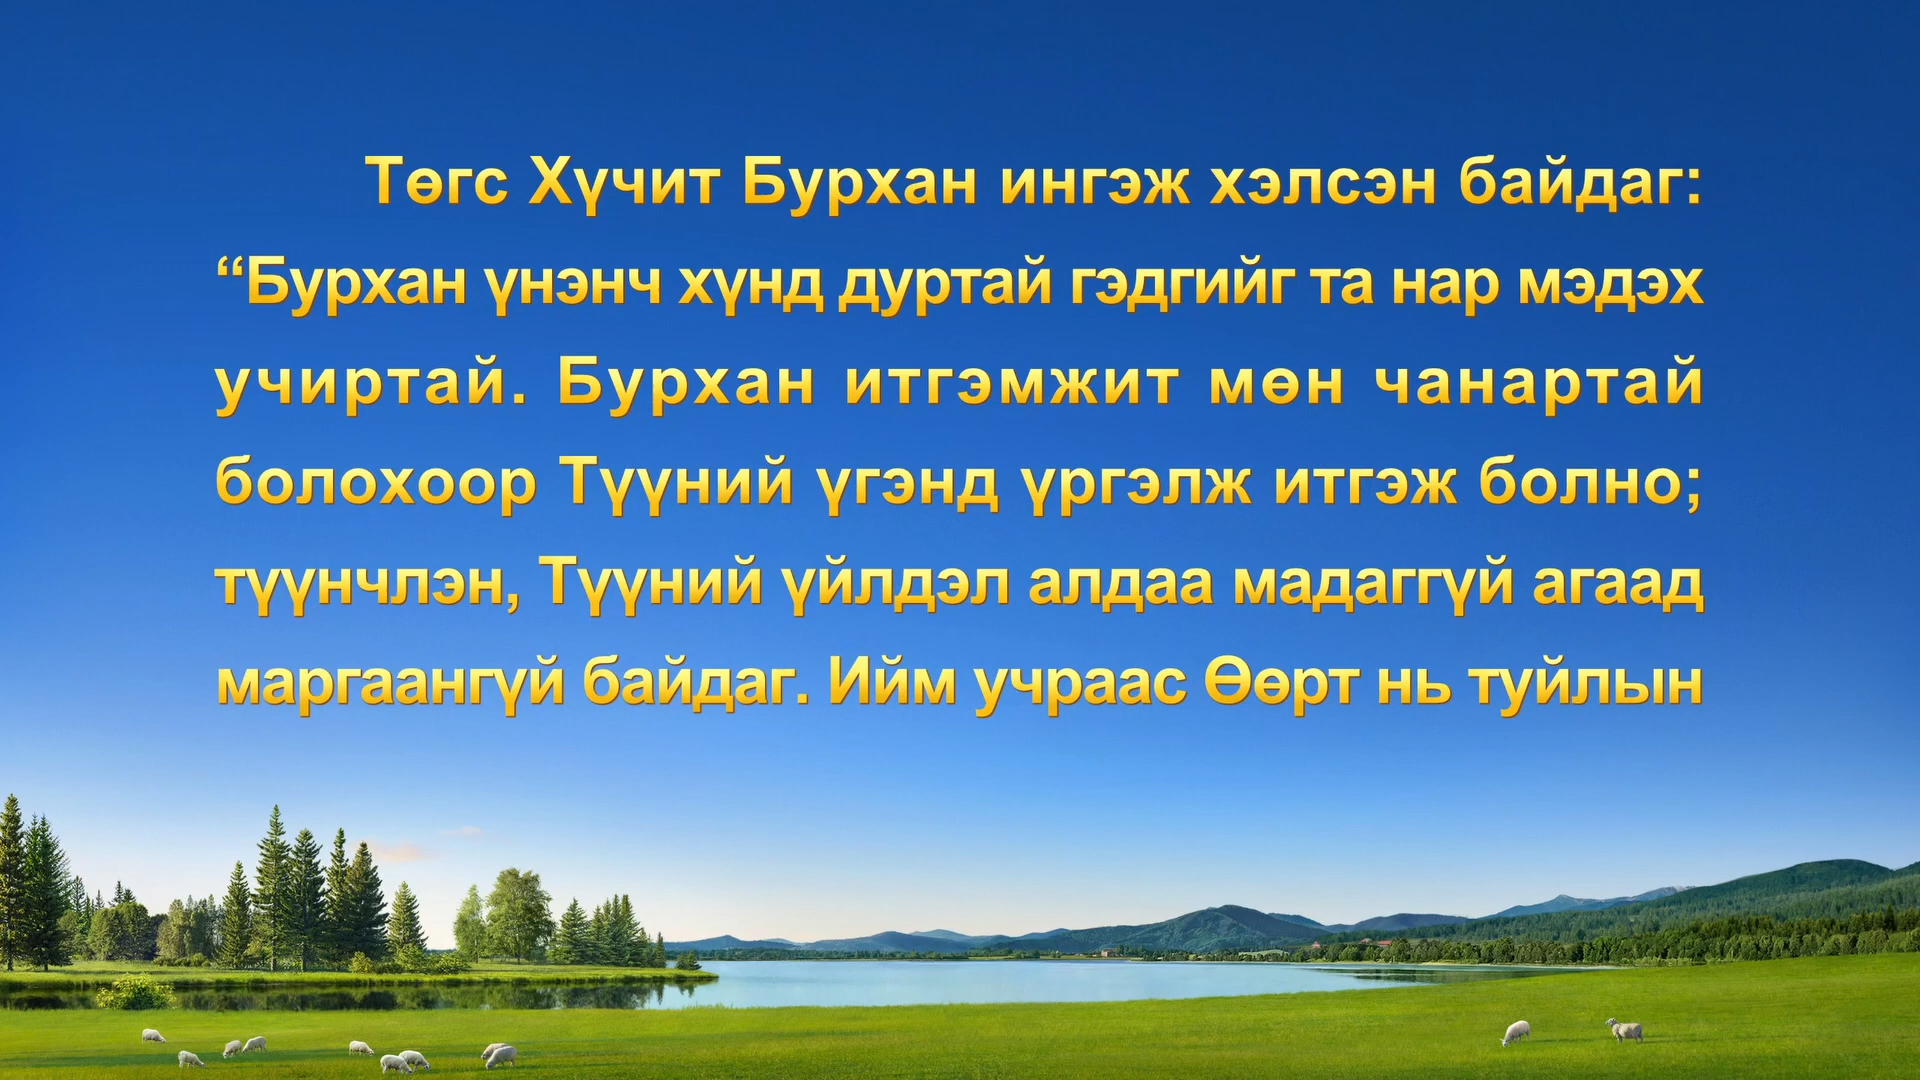 Төгс Хүчит Бурхан ингэж хэлсэн байдаг:
“Бурхан үнэнч хүнд дуртай гэдгийг та нар мэдэх
учиртай. Бурхан итгэмжит мөн чанартай
болохоор Түүний үгэнд үргэлж итгэж болно;
түүнчлэн, Түүний үйлдэл алдаа мадаггүй агаад
маргаангүй байдаг. Ийм учраас Өөрт нь туйлын